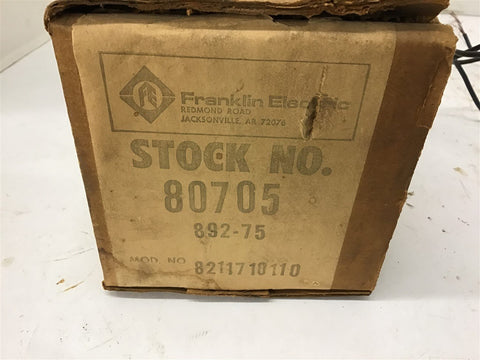 Franklin Electric
REDMOND ROAD
JACKSONVILLE, AR 72076
STOCK NO.
80705
892-75
MOD. NO. 8211710110